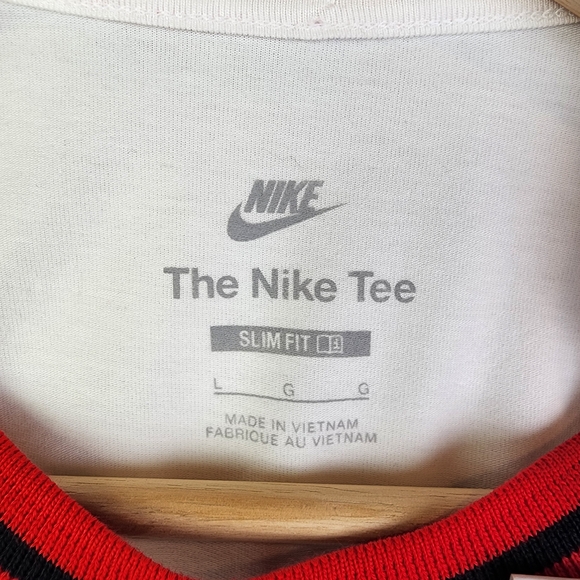 NIKE
The Nike Tee
SLIM FIT
L G G
MADE IN VIETNAM
FABRIQUE AU VIETNAM